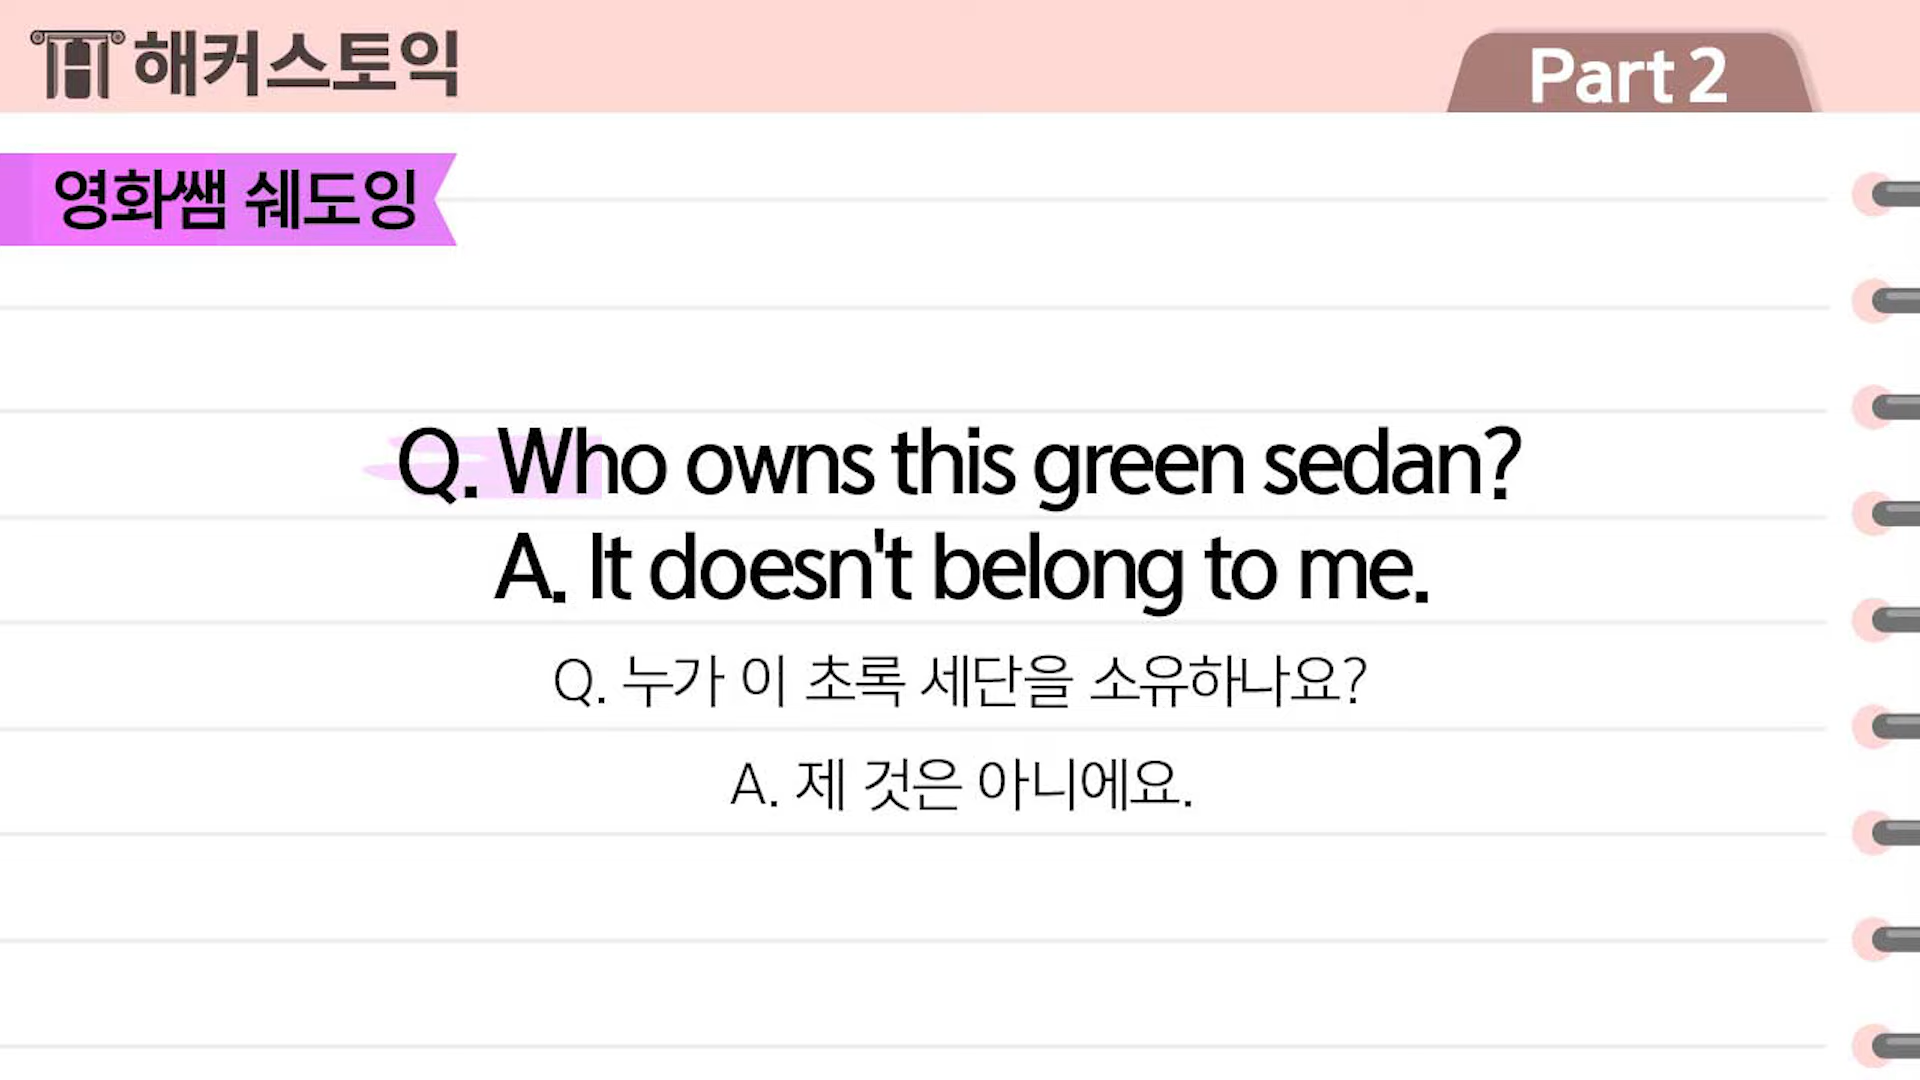 해커스토익
Part 2
영화쌤 쉐도잉
Q. Who owns this green sedan?
A. It doesn't belong to me.
Q. 누가 이 초록 세단을 소유하나요?
A. 제 것은 아니에요.